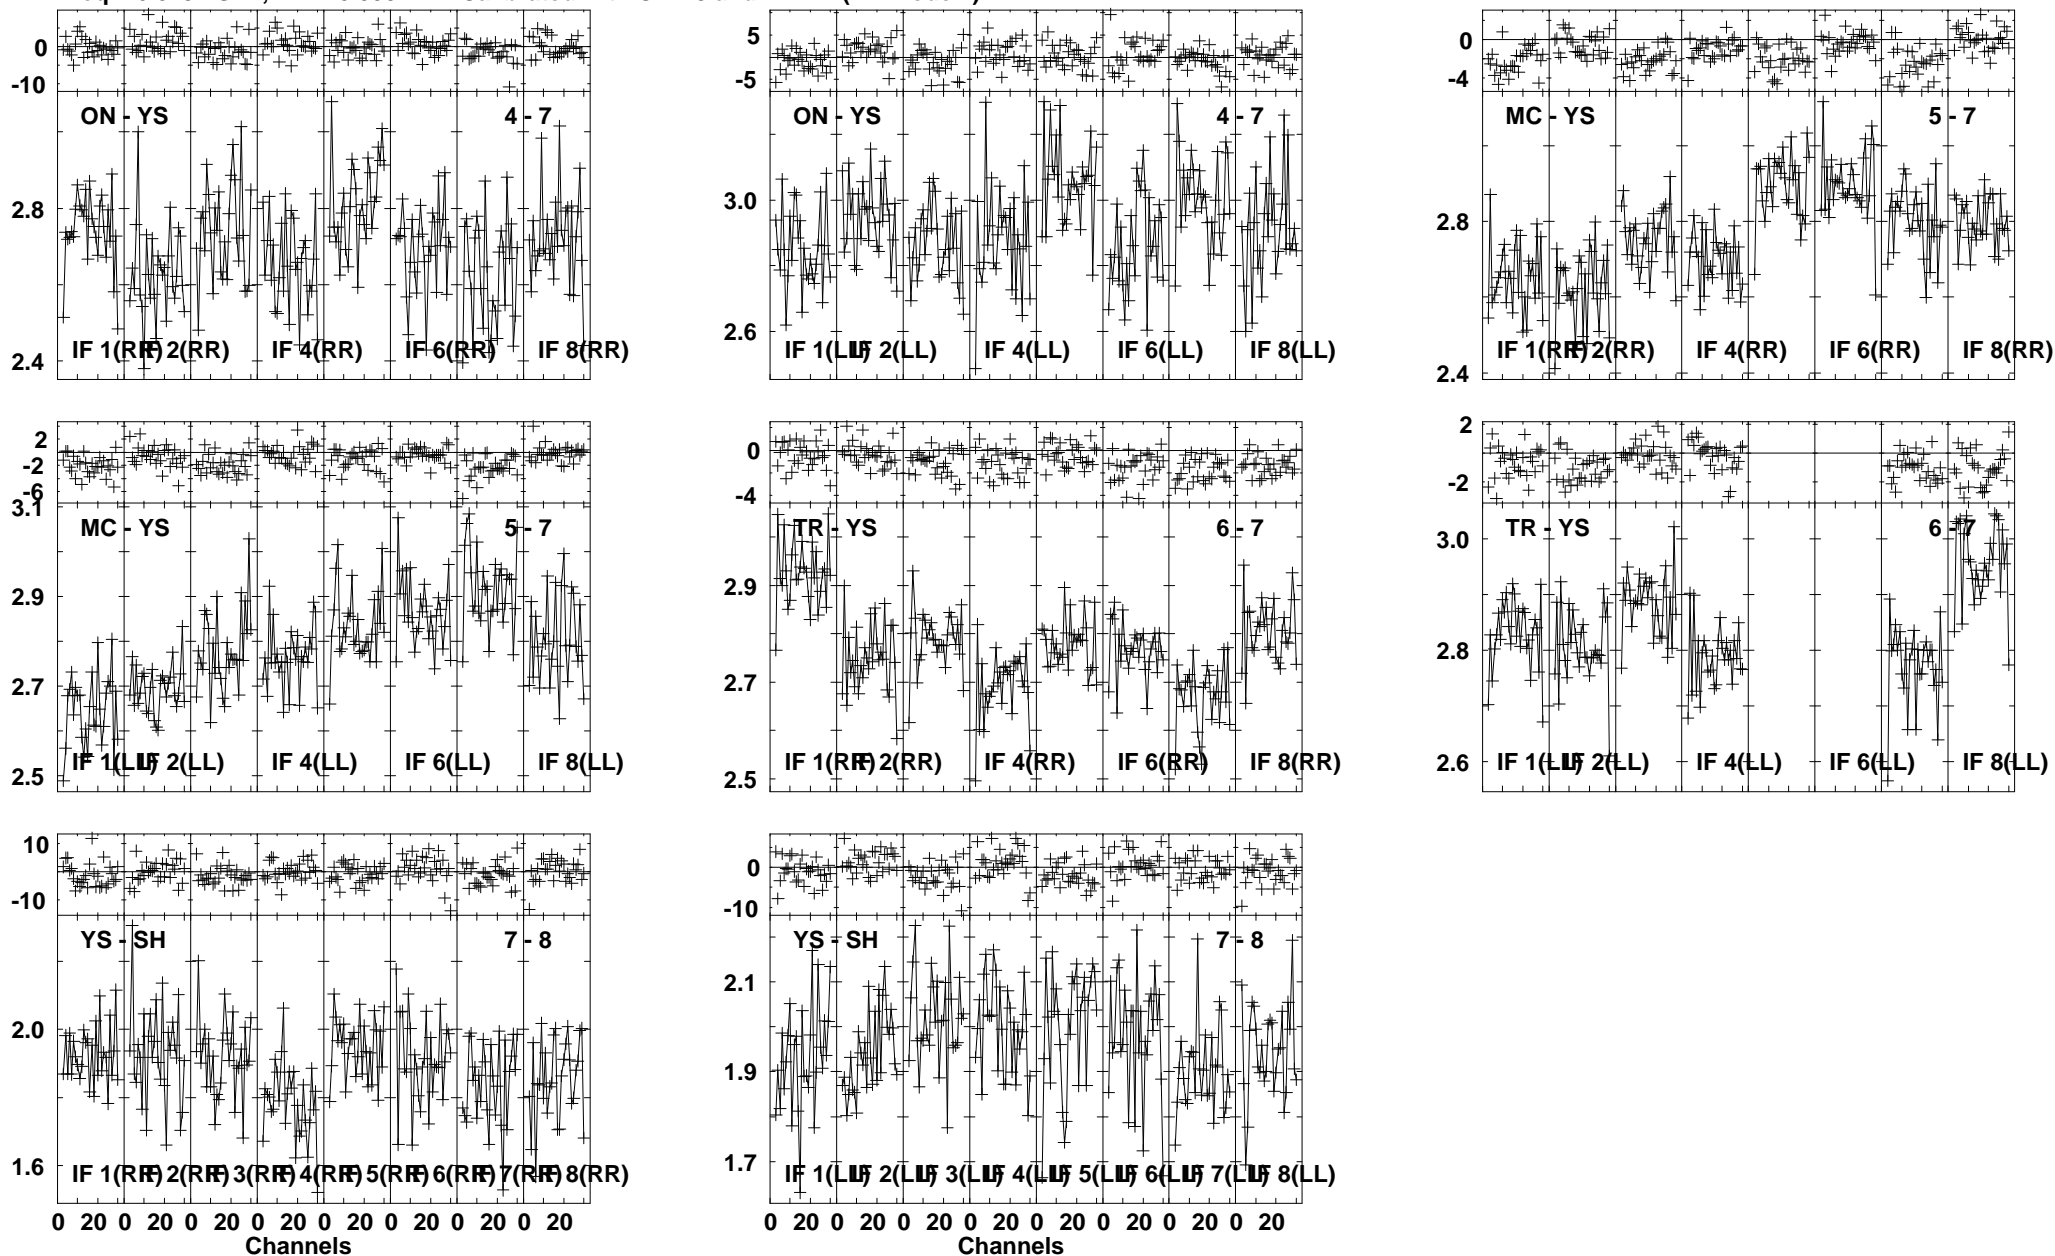 0
-10
ON - YS 4 - 7
2.8
2.4
IF 1(RR) IF 2(RR) IF 4(RR) IF 6(RR) IF 8(RR)
5
-5
ON - YS 4 - 7
3.0
2.6
IF 1(LL) IF 2(LL) IF 4(LL) IF 6(LL) IF 8(LL)
0
-4
MC - YS 5 - 7
2.8
2.4
IF 1(RR) IF 2(RR) IF 4(RR) IF 6(RR) IF 8(RR)
2
-2
-6
3.1
MC - YS 5 - 7
2.9
2.7
2.5
IF 1(LL) IF 2(LL) IF 4(LL) IF 6(LL) IF 8(LL)
0
-4
TR - YS 6 - 7
2.9
2.7
2.5
IF 1(RR) IF 2(RR) IF 4(RR) IF 6(RR) IF 8(RR)
2
-2
TR - YS 6 - 7
3.0
2.8
2.6
IF 1(LL) IF 2(LL) IF 4(LL) IF 6(LL) IF 8(LL)
10
-10
YS - SH 7 - 8
2.0
1.6
IF 1(RR) IF 2(RR) IF 3(RR) IF 4(RR) IF 5(RR) IF 6(RR) IF 7(RR) IF 8(RR)
0 20 0 20 0 20 0 20 0 20 0 20 0 20 0 20
Channels
0
-10
YS - SH 7 - 8
2.1
1.9
1.7
IF 1(LL) IF 2(LL) IF 3(LL) IF 4(LL) IF 5(LL) IF 6(LL) IF 7(LL) IF 8(LL)
0 20 0 20 0 20 0 20 0 20 0 20 0 20 0 20
Channels